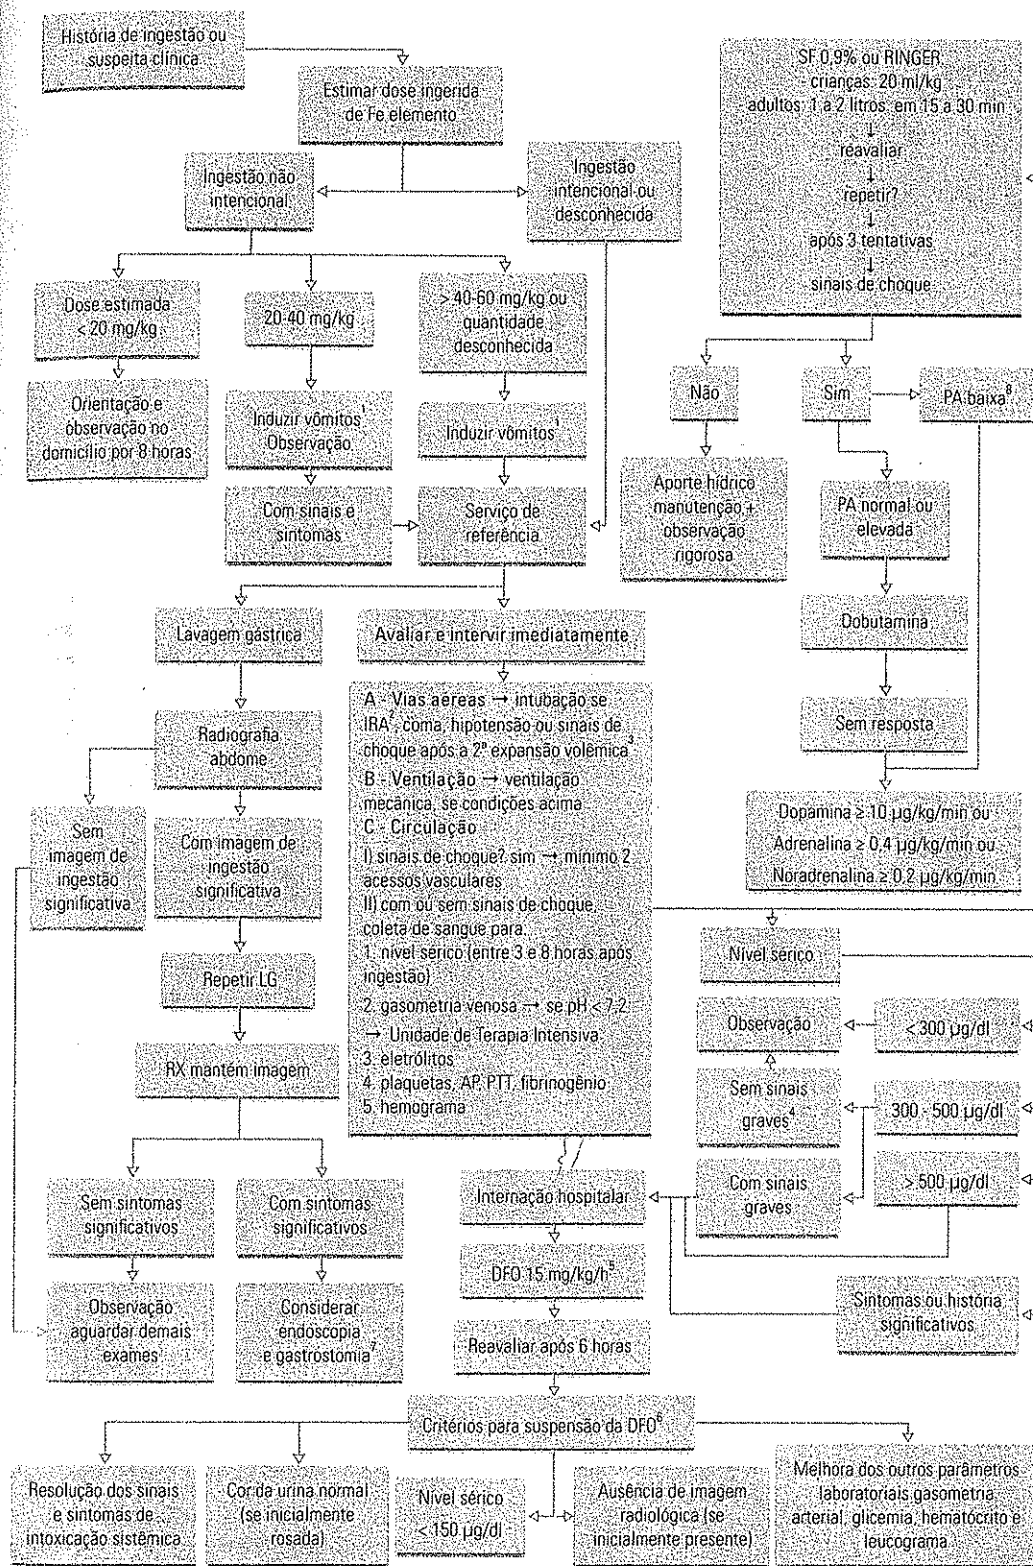 História de ingestão ou
suspeita clínica
Estimar dose ingerida
de Fe elemento
Ingestão não
intencional
Ingestão
intencional ou
desconhecida
Dose estimada
< 20 mg/kg
20-40 mg/kg
> 40-60 mg/kg ou
quantidade
desconhecida
Orientação e
observação no
domicílio por 8 horas
Induzir vômitos¹
Observação
Induzir vômitos¹
Com sinais e
sintomas
Serviço de
referência
SF 0,9% ou RINGER
- crianças: 20 ml/kg
adultos: 1 a 2 litros, em 15 a 30 min
↓
reavaliar
↓
repetir?
↓
após 3 tentativas
↓
sinais de choque
Não
Sim
PA baixa⁸
Aporte hídrico
manutenção +
observação
rigorosa
PA normal ou
elevada
Dobutamina
Sem resposta
Dopamina ≥ 10 µg/kg/min ou
Adrenalina ≥ 0,4 µg/kg/min ou
Noradrenalina ≥ 0,2 µg/kg/min
Lavagem gástrica
Avaliar e intervir imediatamente
Radiografia
abdome
Sem
imagem de
ingestão
significativa
Com imagem de
ingestão
significativa
Repetir LG
RX mantém imagem
Sem sintomas
significativos
Com sintomas
significativos
Observação
aguardar demais
exames
Considerar
endoscopia
e gastrostomia⁷
A - Vias aéreas → intubação se
IRA², coma, hipotensão ou sinais de
choque após a 2ª expansão volêmica³
B - Ventilação → ventilação
mecânica, se condições acima
C - Circulação
I) sinais de choque? sim → mínimo 2
acessos vasculares
II) com ou sem sinais de choque,
coleta de sangue para:
1. nível sérico (entre 3 e 8 horas após
ingestão)
2. gasometria venosa → se pH < 7,2
→ Unidade de Terapia Intensiva
3. eletrólitos
4. plaquetas, AP, PTT, fibrinogênio
5. hemograma
Nível sérico
Observação
< 300 µg/dl
Sem sinais
graves⁴
300 - 500 µg/dl
Com sinais
graves
> 500 µg/dl
Sintomas ou história
significativos
Internação hospitalar
DFO 15 mg/kg/h⁵
Reavaliar após 6 horas
Critérios para suspensão da DFO⁶
Resolução dos sinais
e sintomas de
intoxicação sistêmica
Cor da urina normal
(se inicialmente
rosada)
Nível sérico
< 150 µg/dl
Ausência de imagem
radiológica (se
inicialmente presente)
Melhora dos outros parâmetros
laboratoriais gasometria
arterial, glicemia, hematócrito e
leucograma